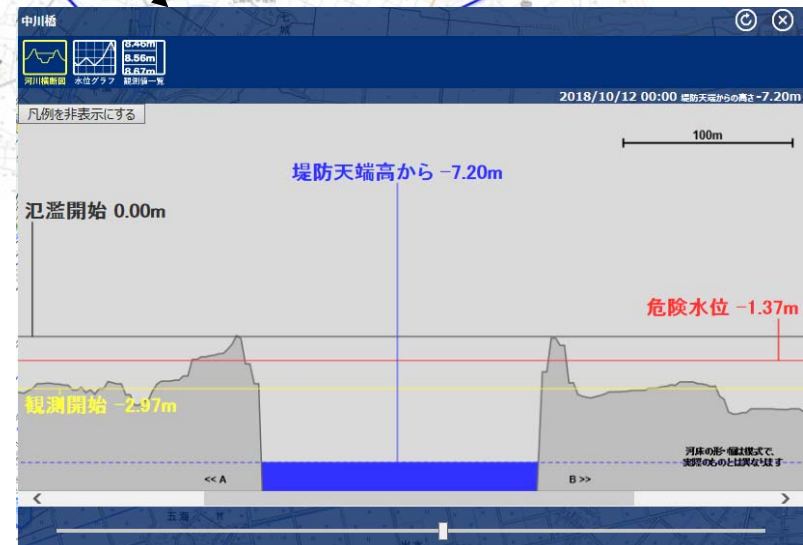 中川橋
8.46m
8.56m
8.67m
河川横断図
水位グラフ
観測値一覧
2018/10/12 00:00 堤防天端からの高さ-7.20m
凡例を非表示にする
100m
堤防天端高から -7.20m
氾濫開始 0.00m
危険水位 -1.37m
観測開始 -2.97m
河床の形・幅は模式で、
実際のものとは異なります
<< A
B >>